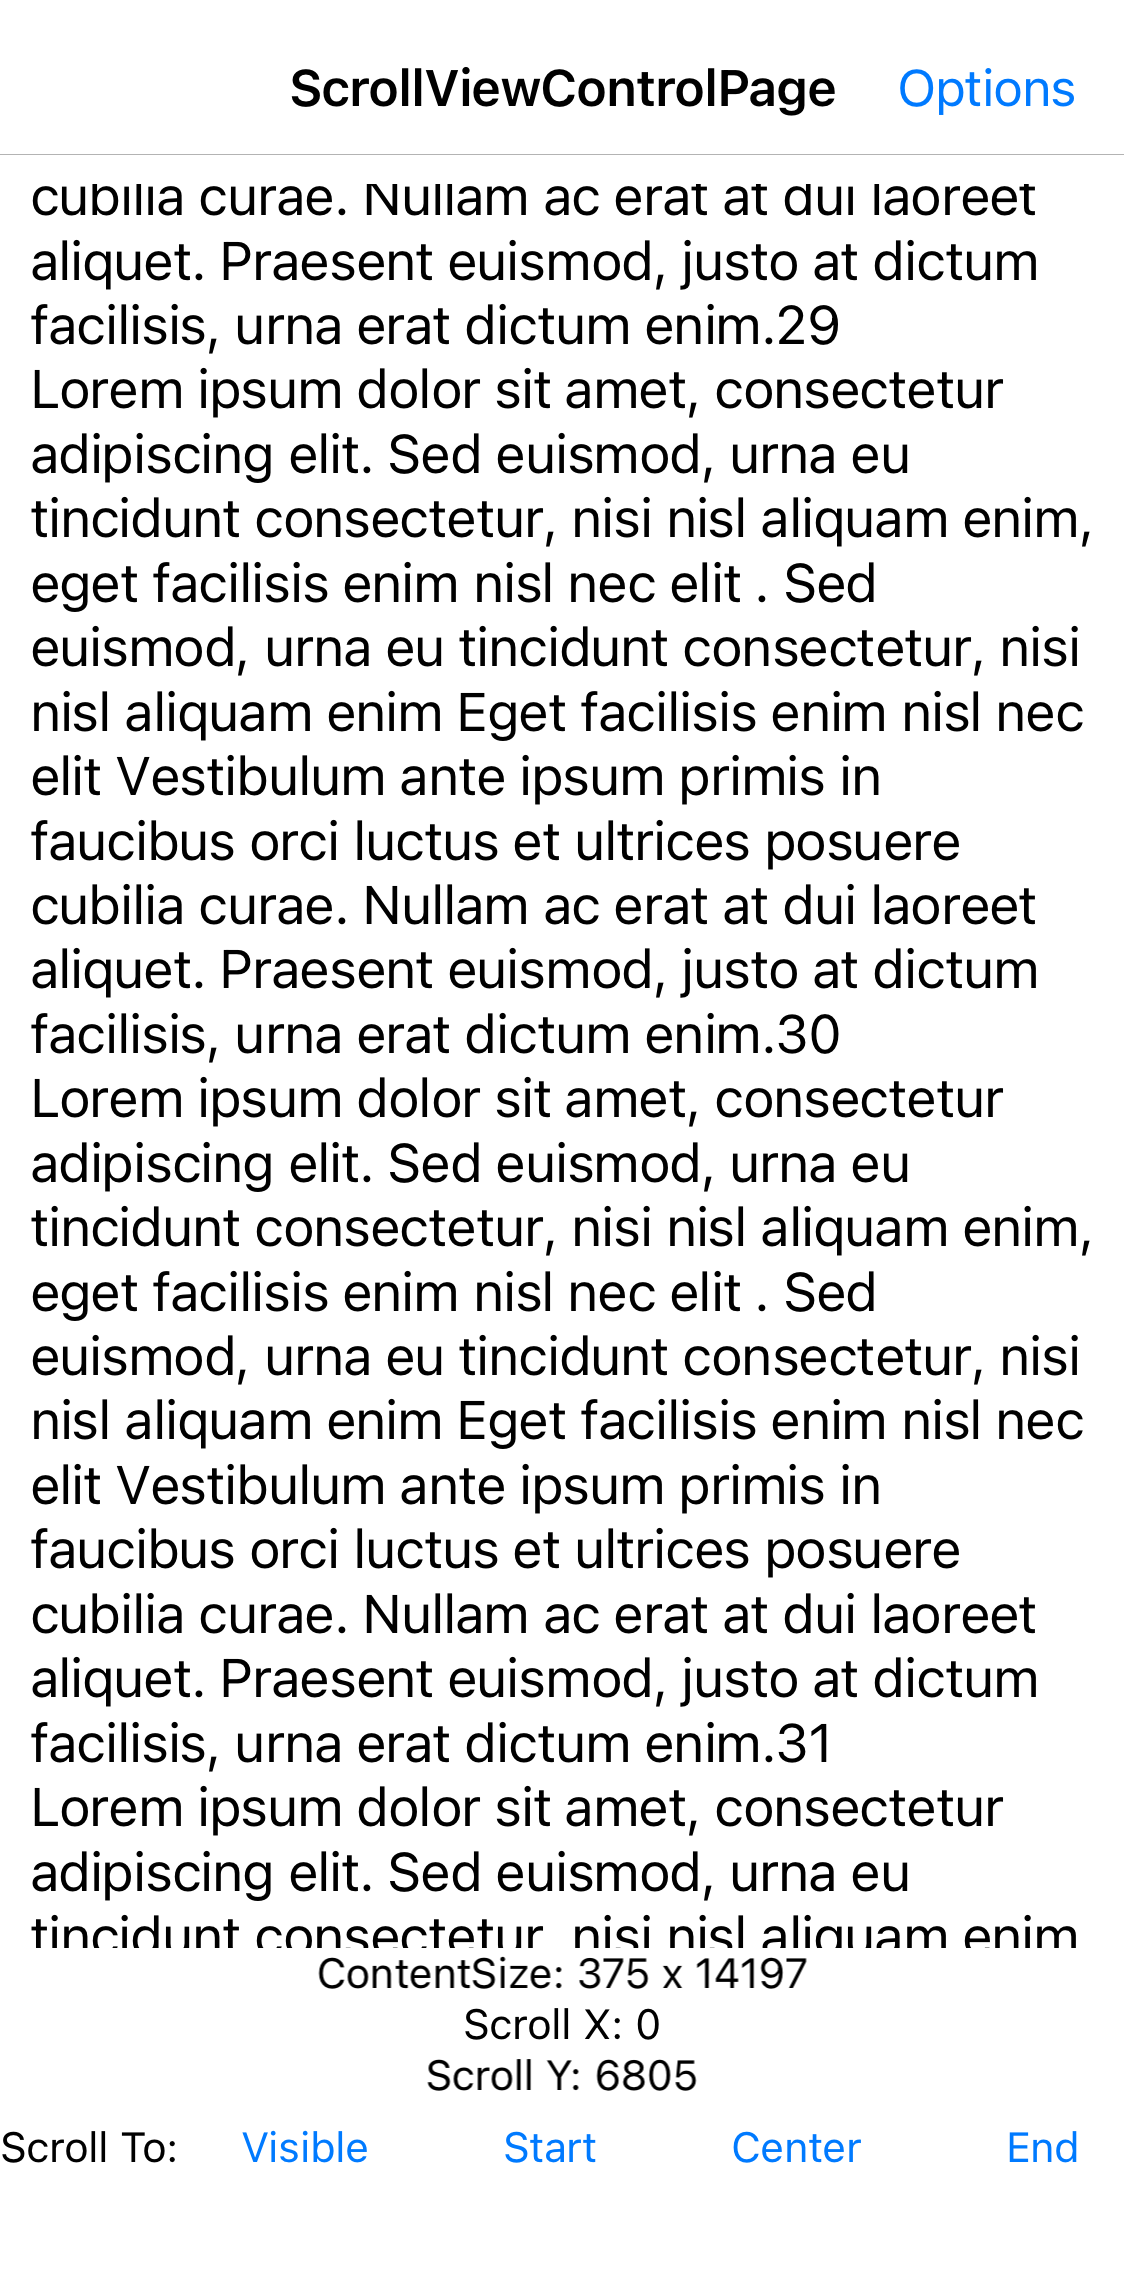 ScrollViewControlPage Options
cubilia curae. Nullam ac erat at dui laoreet
aliquet. Praesent euismod, justo at dictum
facilisis, urna erat dictum enim.29
Lorem ipsum dolor sit amet, consectetur
adipiscing elit. Sed euismod, urna eu
tincidunt consectetur, nisi nisl aliquam enim,
eget facilisis enim nisl nec elit . Sed
euismod, urna eu tincidunt consectetur, nisi
nisl aliquam enim Eget facilisis enim nisl nec
elit Vestibulum ante ipsum primis in
faucibus orci luctus et ultrices posuere
cubilia curae. Nullam ac erat at dui laoreet
aliquet. Praesent euismod, justo at dictum
facilisis, urna erat dictum enim.30
Lorem ipsum dolor sit amet, consectetur
adipiscing elit. Sed euismod, urna eu
tincidunt consectetur, nisi nisl aliquam enim,
eget facilisis enim nisl nec elit . Sed
euismod, urna eu tincidunt consectetur, nisi
nisl aliquam enim Eget facilisis enim nisl nec
elit Vestibulum ante ipsum primis in
faucibus orci luctus et ultrices posuere
cubilia curae. Nullam ac erat at dui laoreet
aliquet. Praesent euismod, justo at dictum
facilisis, urna erat dictum enim.31
Lorem ipsum dolor sit amet, consectetur
adipiscing elit. Sed euismod, urna eu
tincidunt consectetur, nisi nisl aliquam enim,
ContentSize: 375 x 14197
Scroll X: 0
Scroll Y: 6805
Scroll To: Visible Start Center End